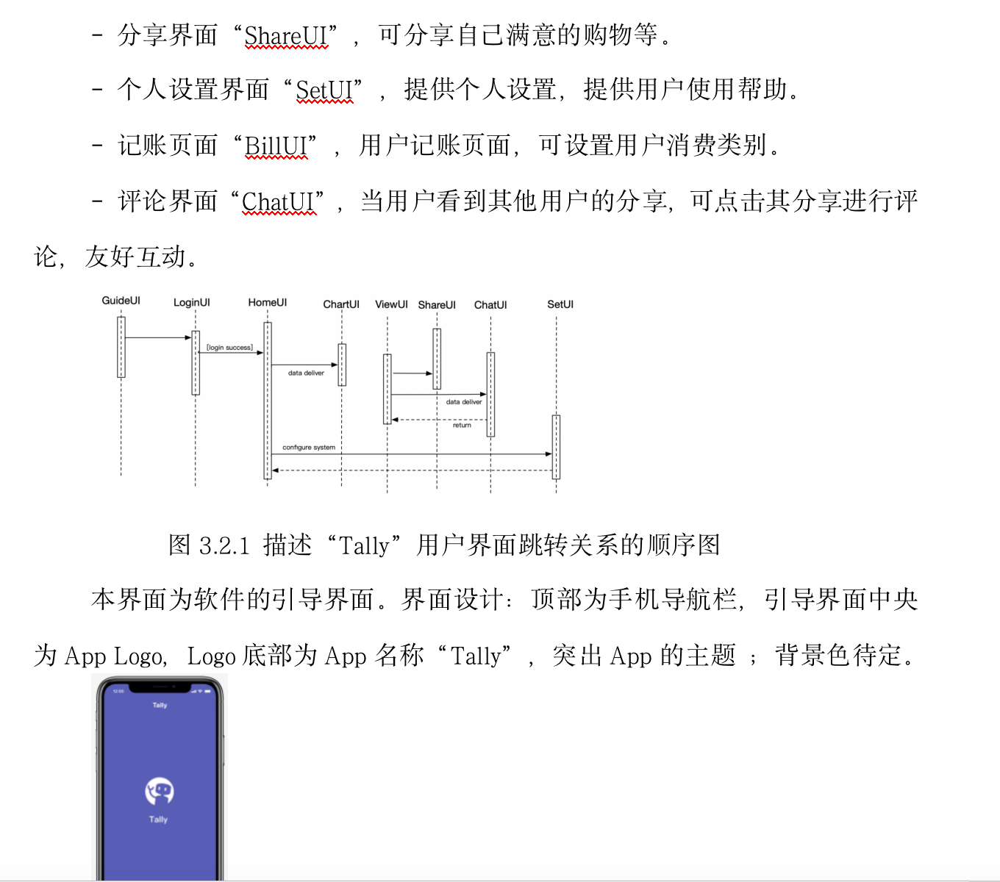 - 分享界面“ShareUI”，可分享自己满意的购物等。
- 个人设置界面“SetUI”，提供个人设置，提供用户使用帮助。
- 记账页面“BillUI”，用户记账页面，可设置用户消费类别。
- 评论界面“ChatUI”，当用户看到其他用户的分享，可点击其分享进行评
论，友好互动。
GuideUI LoginUI HomeUI ChartUI ViewUI ShareUI ChatUI SetUI
[login success]
data deliver
data deliver
return
configure system
图 3.2.1 描述“Tally”用户界面跳转关系的顺序图
本界面为软件的引导界面。界面设计：顶部为手机导航栏，引导界面中央
为 App Logo，Logo 底部为 App 名称“Tally”，突出 App 的主题 ；背景色待定。
12:00
Tally
Tally